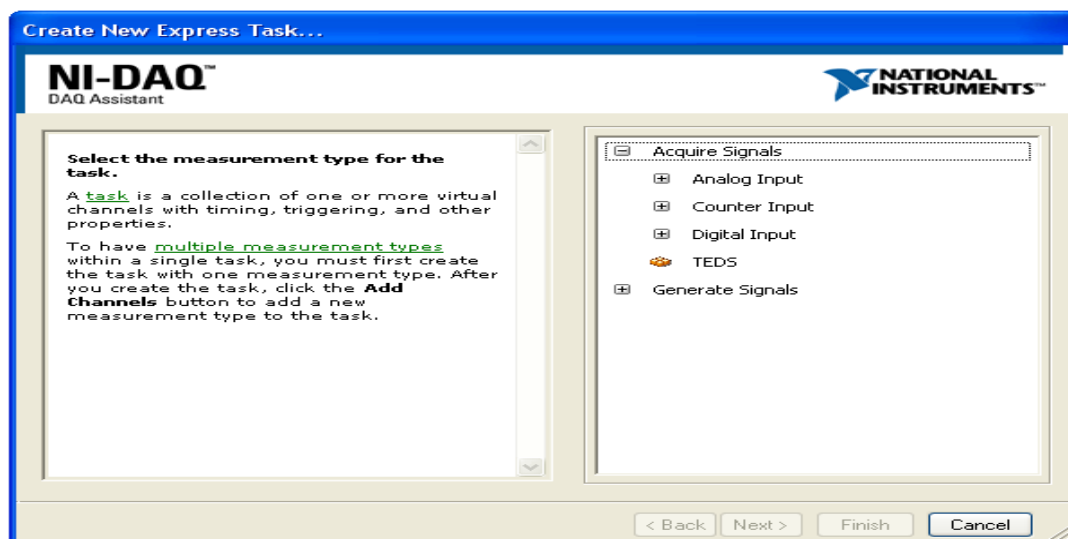 Create New Express Task...
NI-DAQ™
DAQ Assistant
NATIONAL
INSTRUMENTS™
Select the measurement type for the
task.
A task is a collection of one or more virtual
channels with timing, triggering, and other
properties.
To have multiple measurement types
within a single task, you must first create
the task with one measurement type. After
you create the task, click the Add
Channels button to add a new
measurement type to the task.
Acquire Signals
Analog Input
Counter Input
Digital Input
TEDS
Generate Signals
< Back Next > Finish Cancel